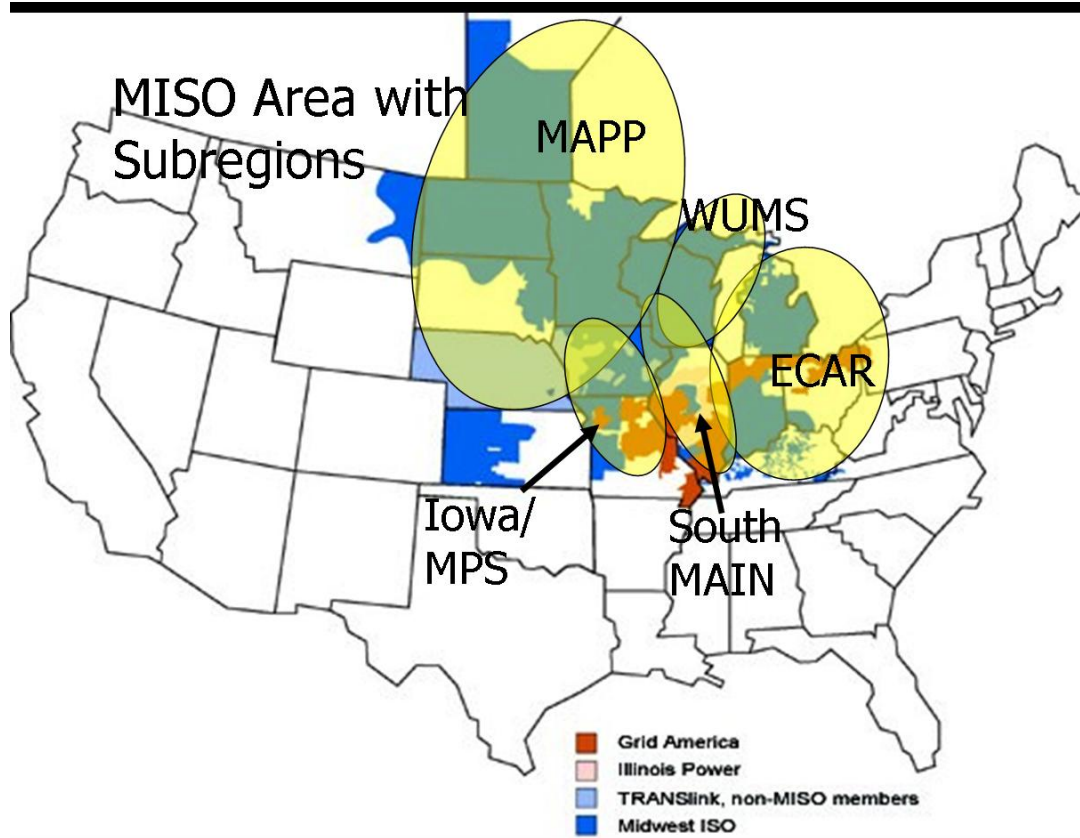 MISO Area with
Subregions
MAPP
WUMS
ECAR
Iowa/
MPS
South
MAIN
Grid America
Illinois Power
TRANSlink, non-MISO members
Midwest ISO